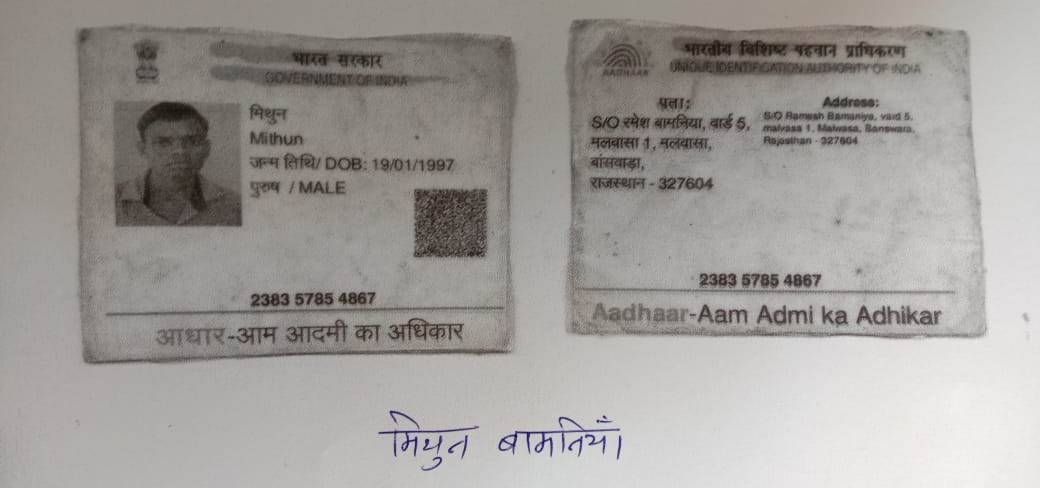 भारत सरकार
GOVERNMENT OF INDIA
मिथुन
Mithun
जन्म तिथि/ DOB: 19/01/1997
पुरुष / MALE
2383 5785 4867
आधार-आम आदमी का अधिकार
भारतीय विशिष्ट पहचान प्राधिकरण
AADHAAR
UNIQUE IDENTIFICATION AUTHORITY OF INDIA
पता:
S/O रमेश बामनिया, वार्ड 5,
मलवासा 1, मलवासा,
बांसवाड़ा,
राजस्थान - 327604
Address:
S/O Ramesh Bamaniya, vard 5,
malvasa 1, Malwasa, Banswara,
Rajasthan - 327604
2383 5785 4867
Aadhaar-Aam Admi ka Adhikar
मिथुन बामनियाँ